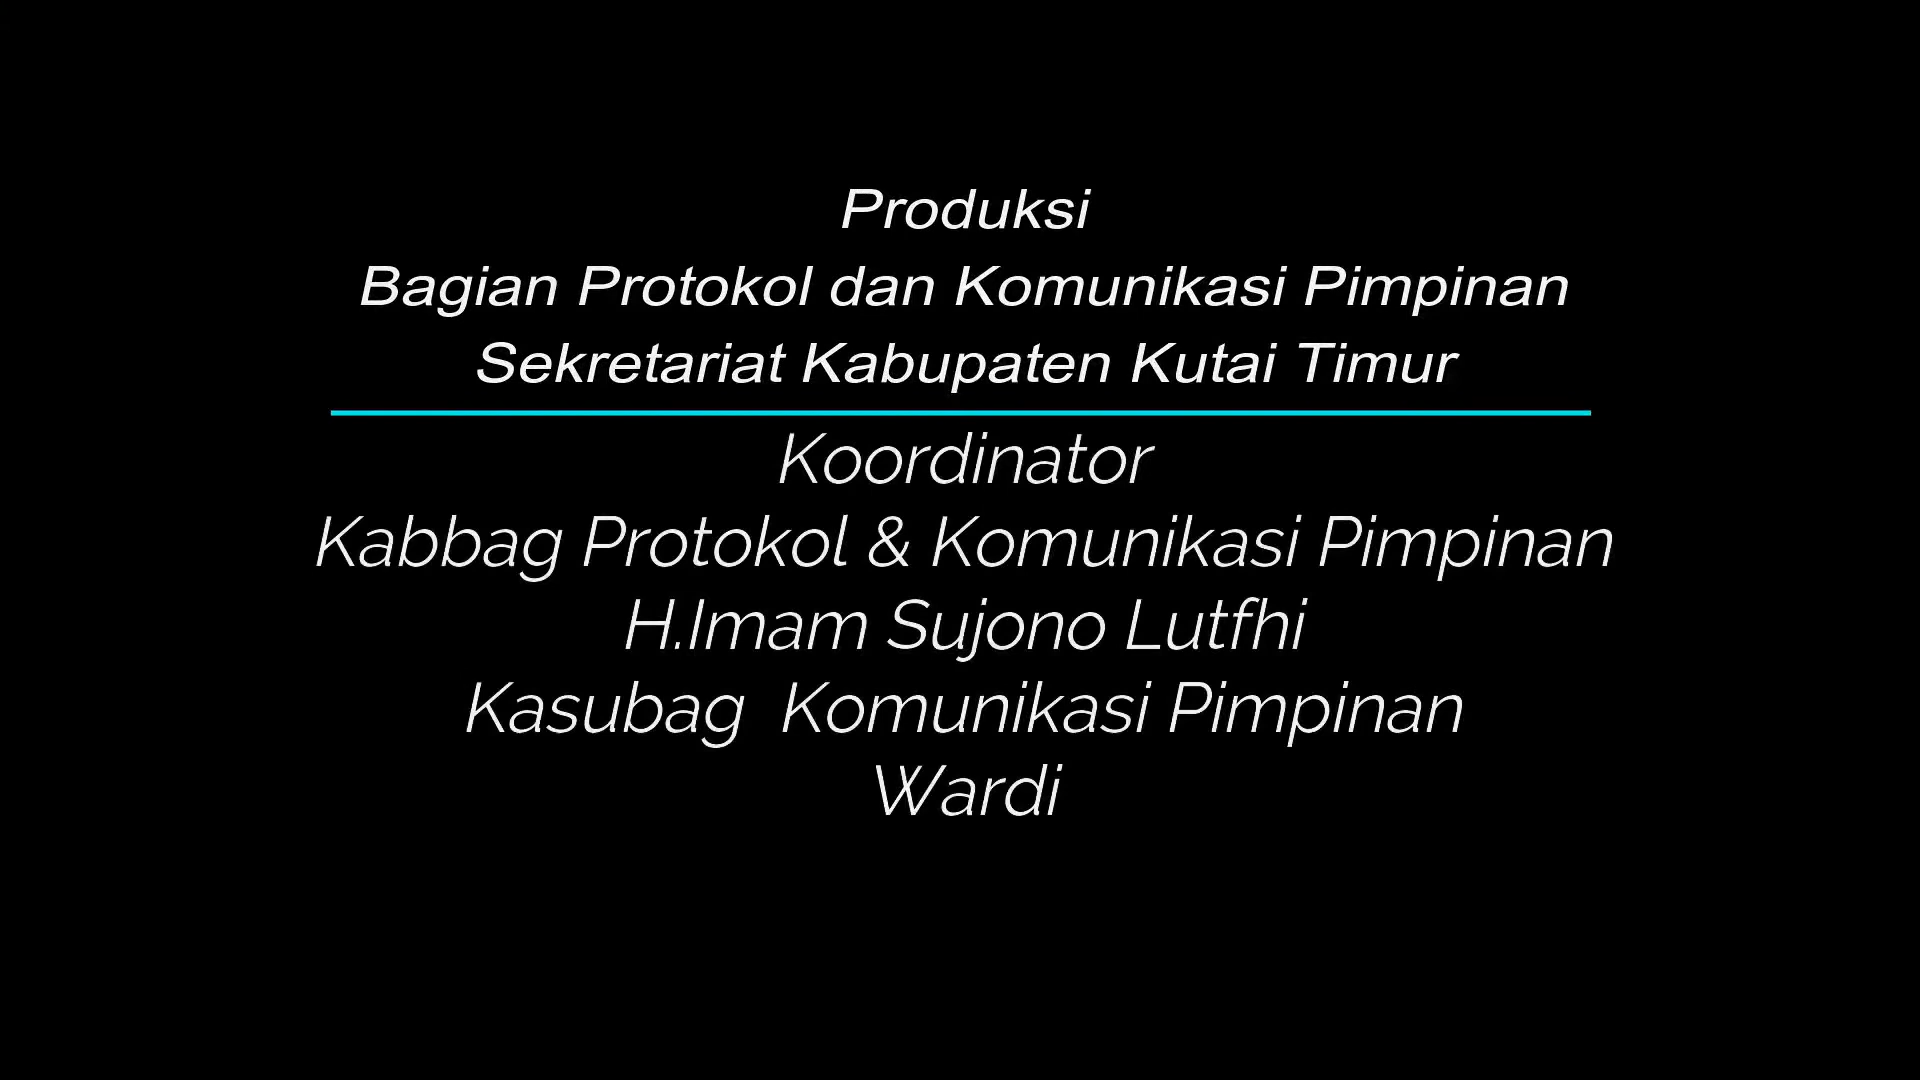 Produksi
Bagian Protokol dan Komunikasi Pimpinan
Sekretariat Kabupaten Kutai Timur
Koordinator
Kabbag Protokol & Komunikasi Pimpinan
H.Imam Sujono Lutfhi
Kasubag  Komunikasi Pimpinan
Wardi